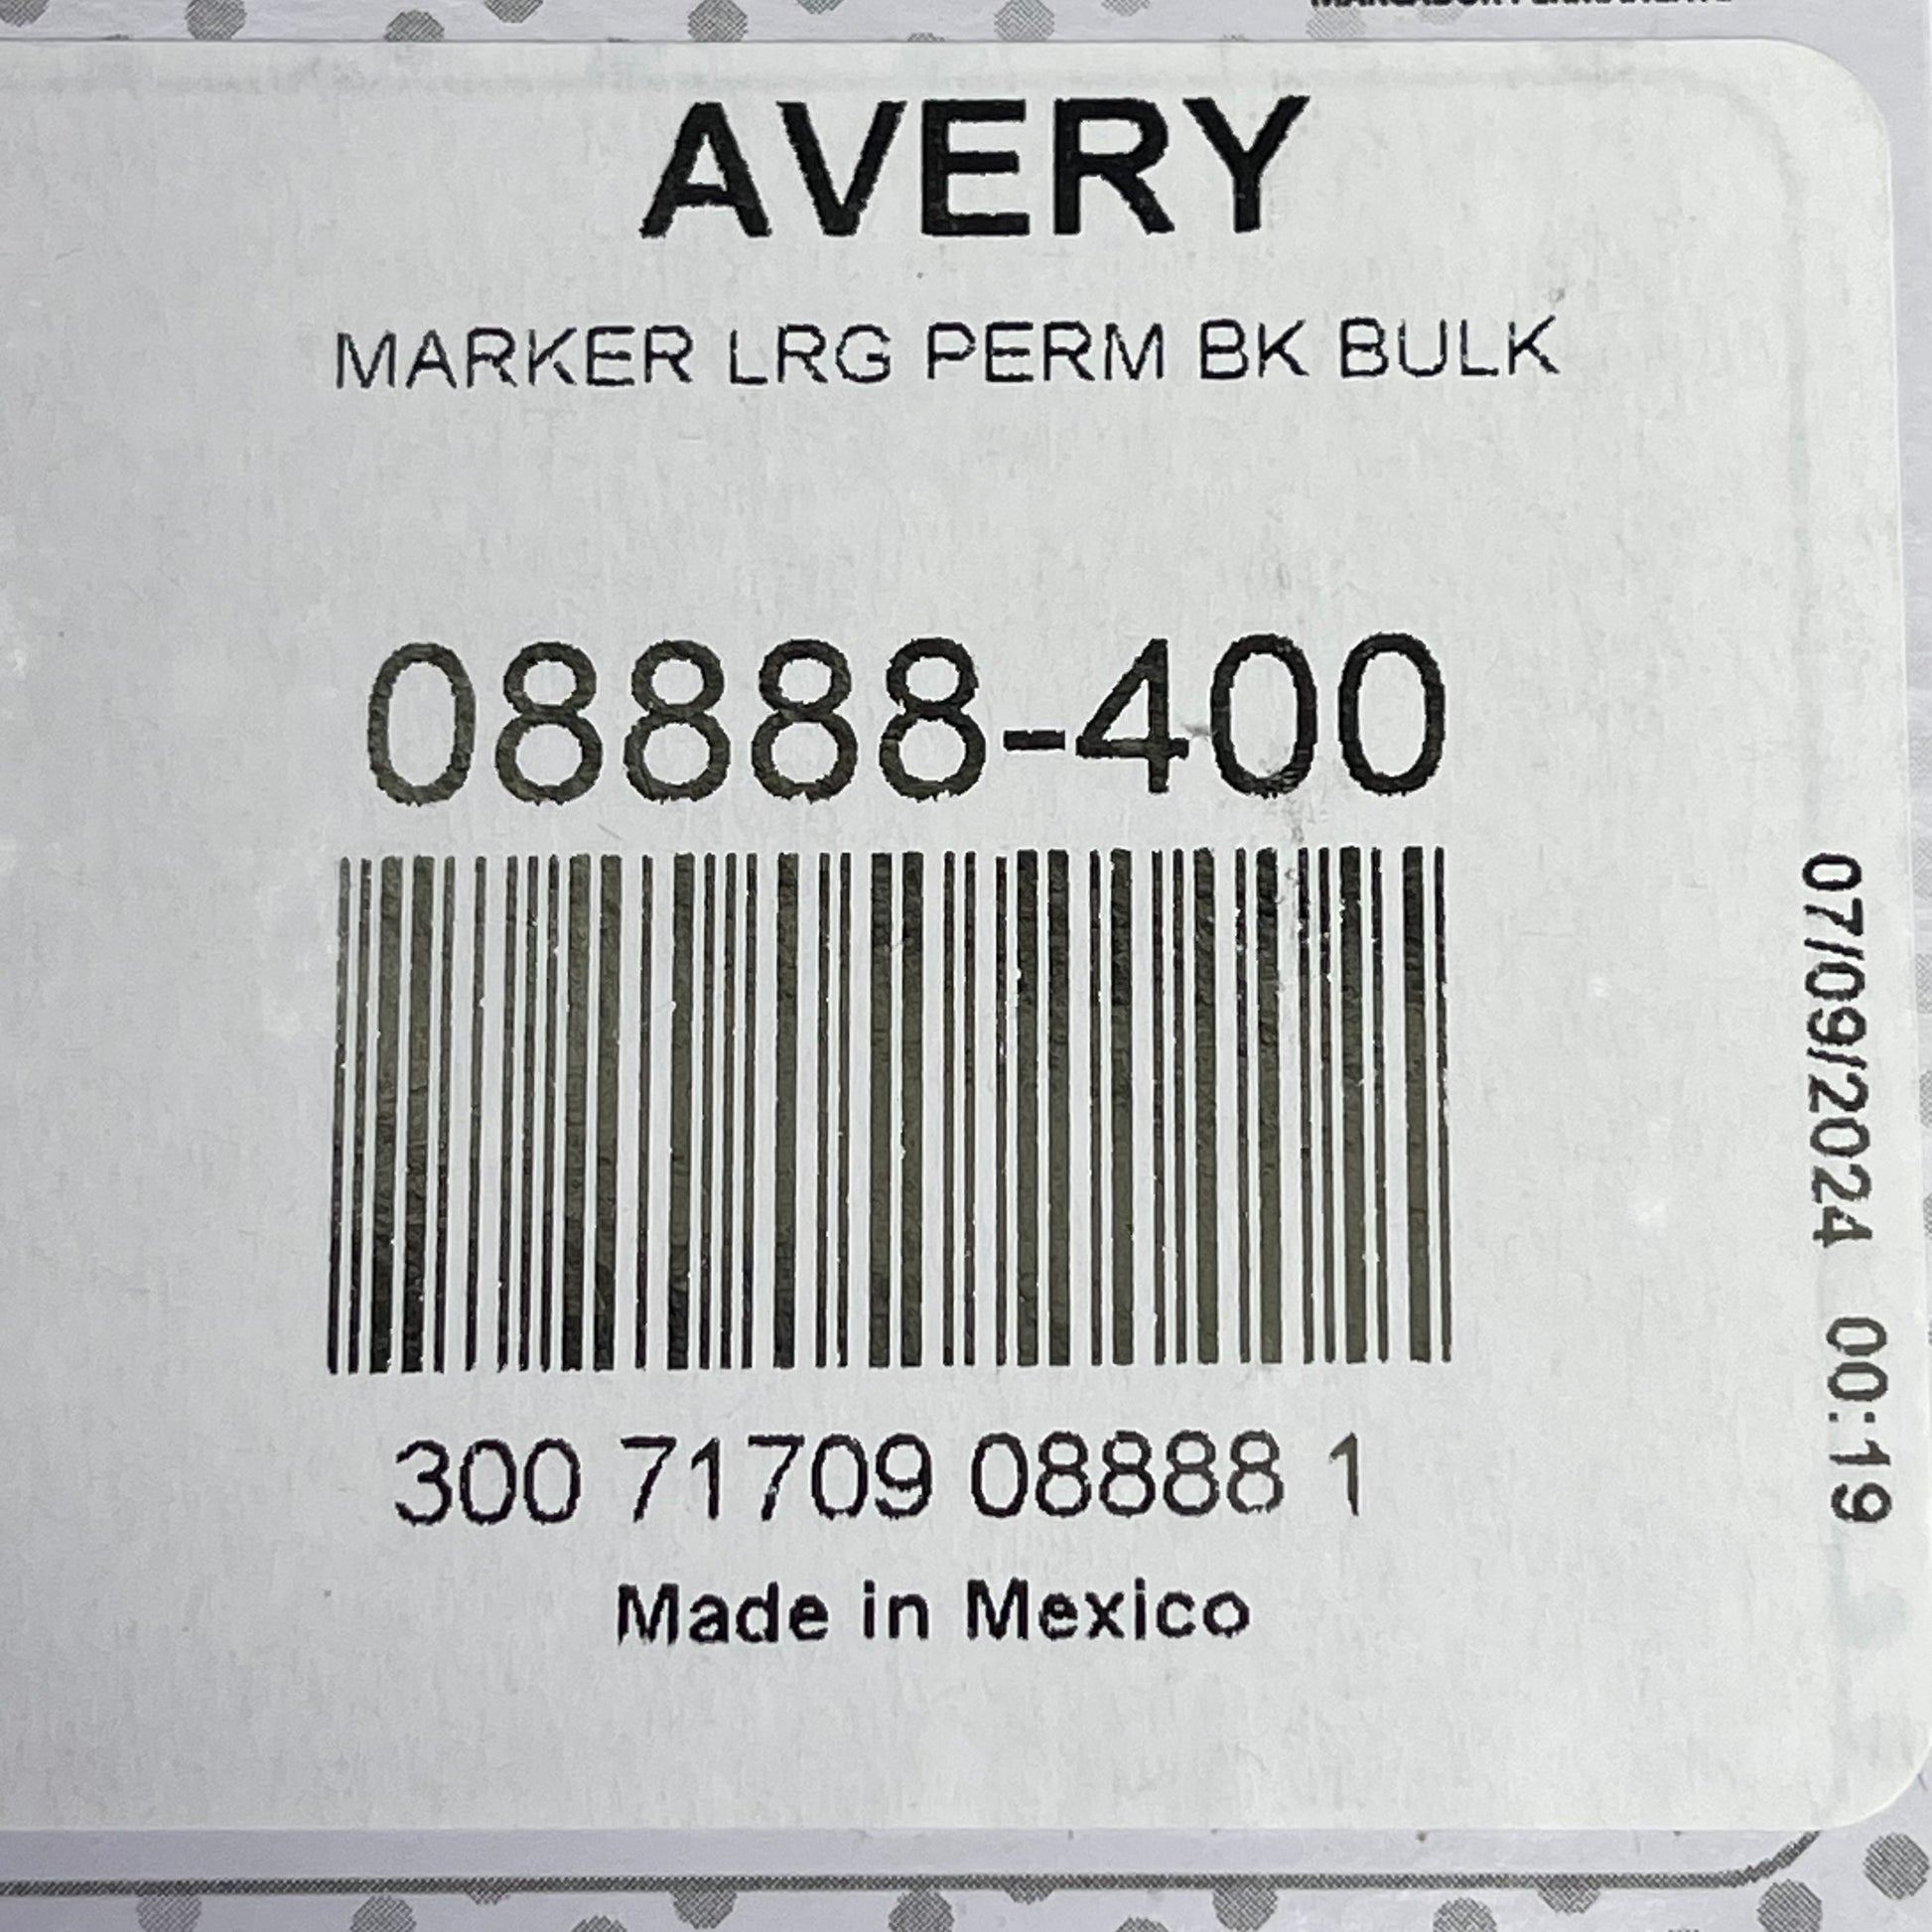 AVERY
MARKER LRG PERM BK BULK
08888-400
300 71709 08888 1
Made in Mexico
07/09/2024 00:19